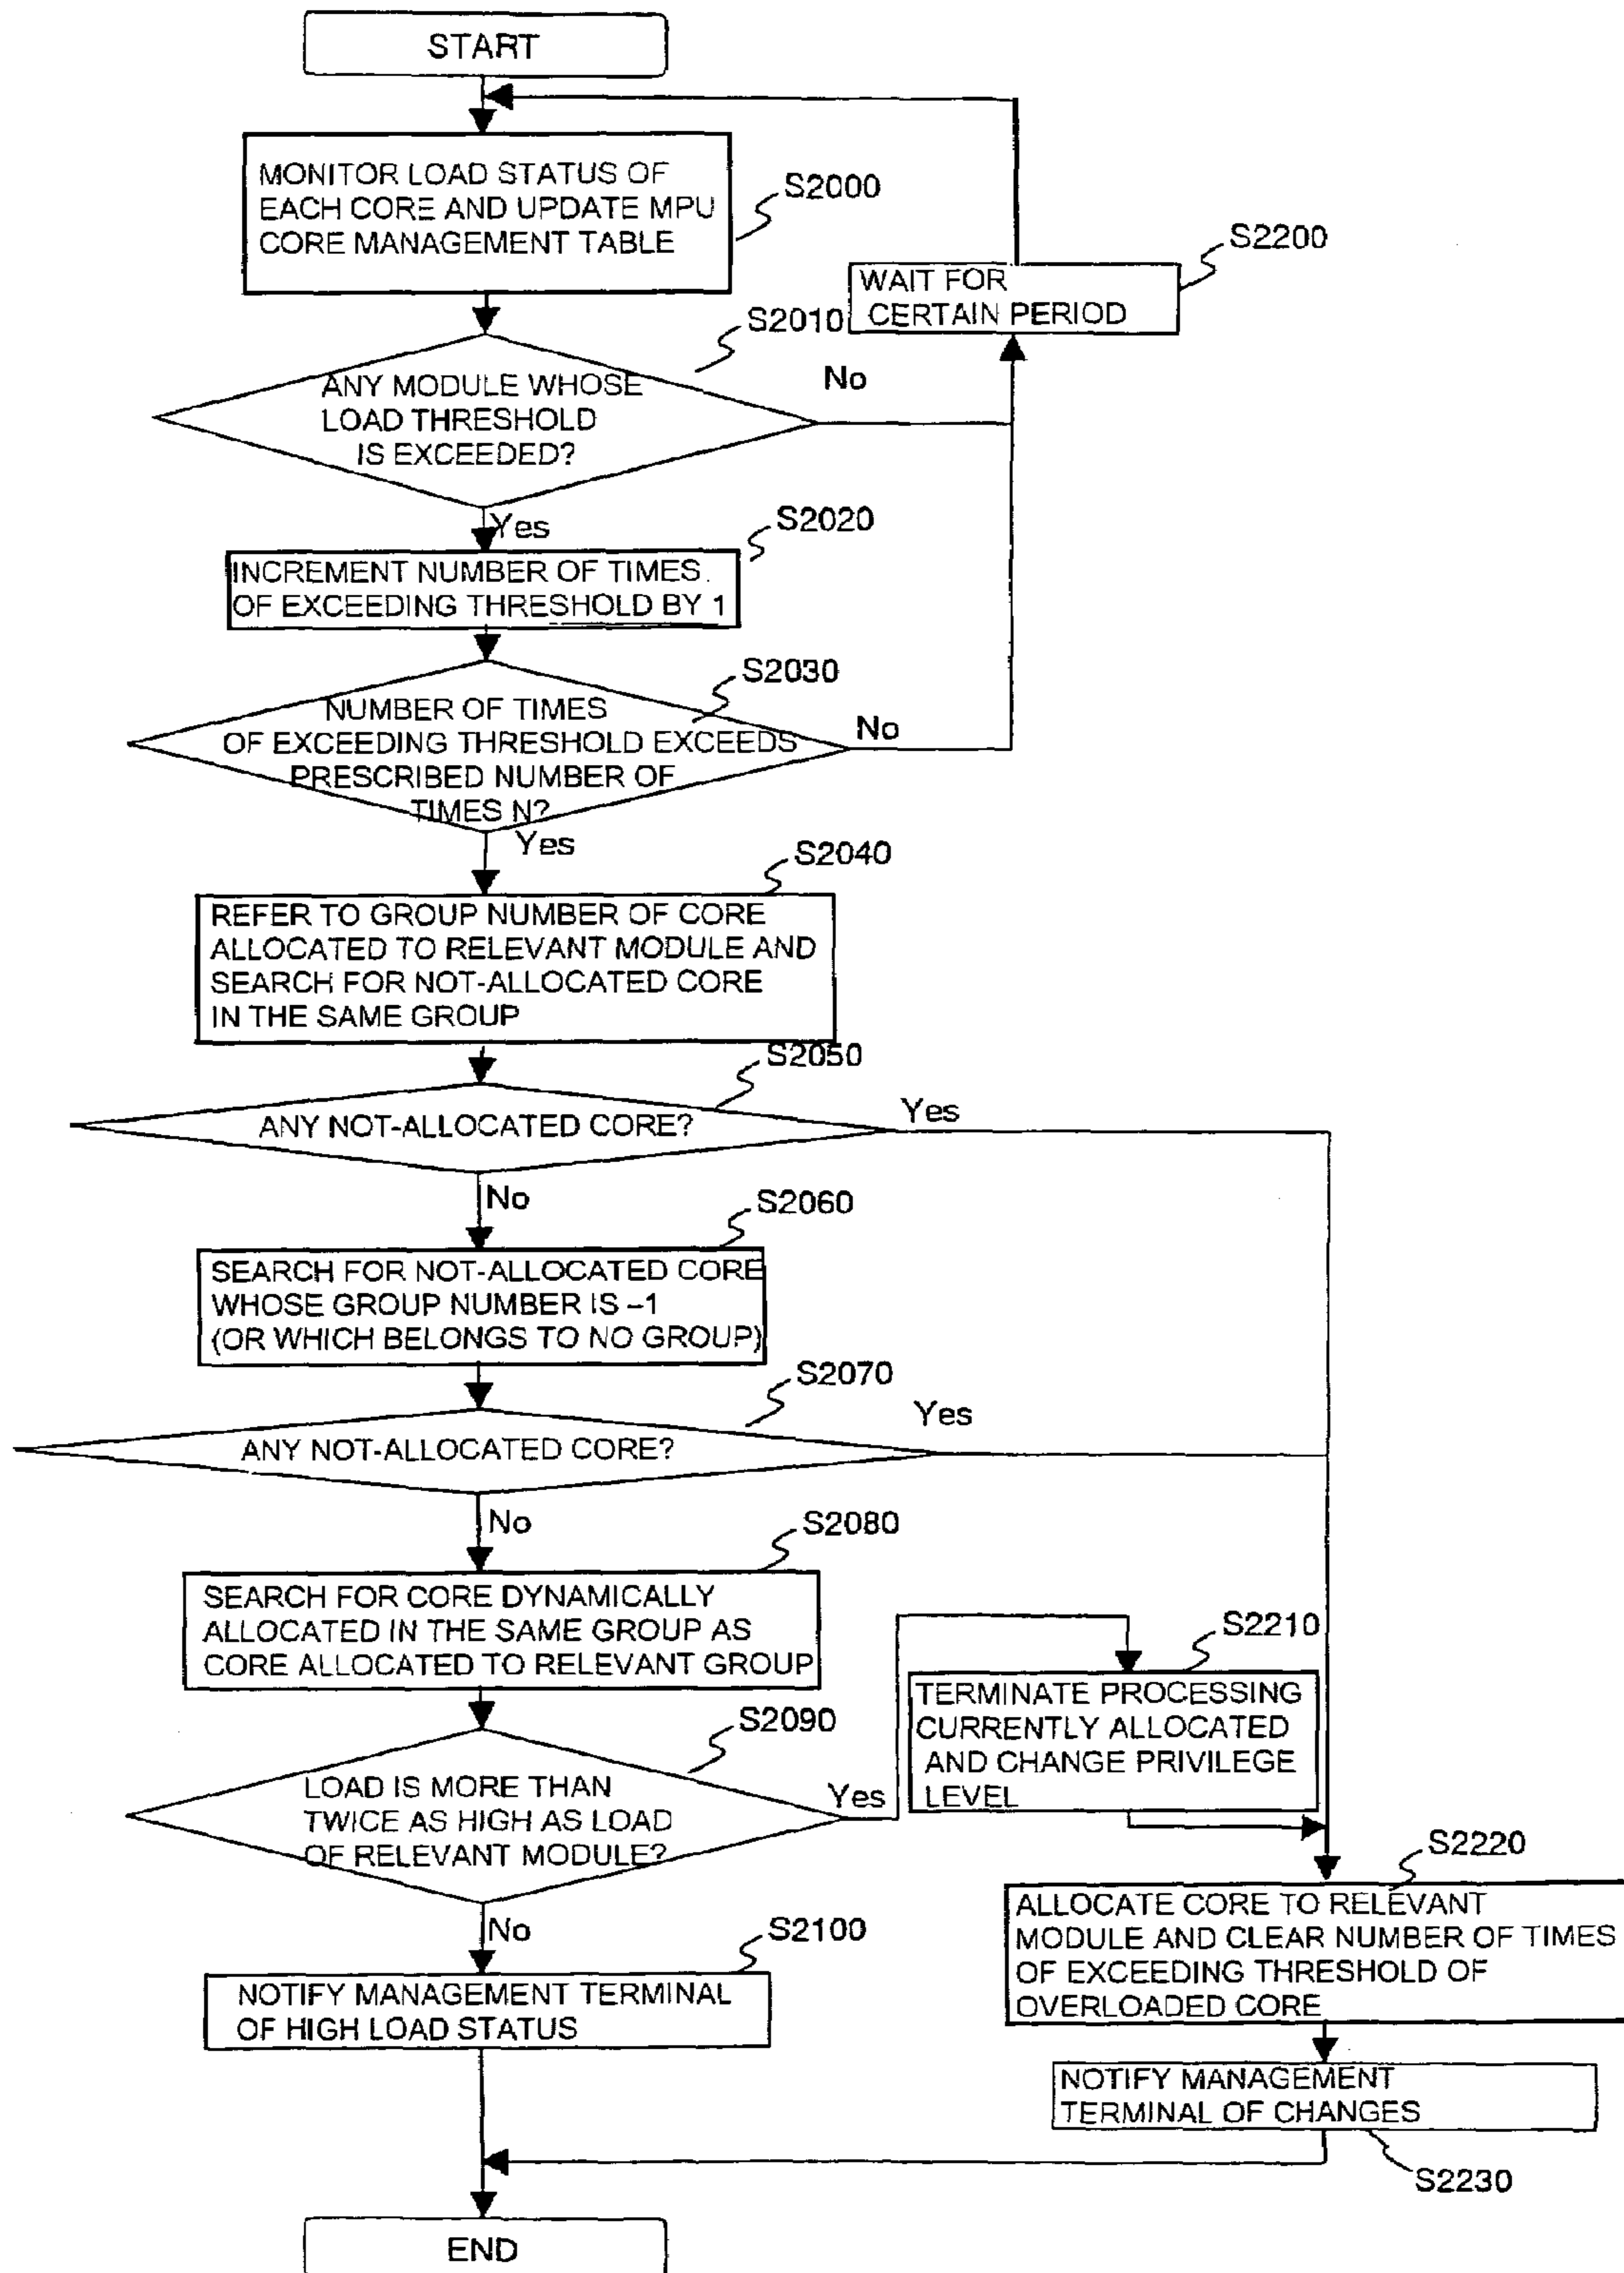 START
MONITOR LOAD STATUS OF
EACH CORE AND UPDATE MPU
CORE MANAGEMENT TABLE
S2000
S2200
WAIT FOR
CERTAIN PERIOD
S2010
ANY MODULE WHOSE
LOAD THRESHOLD
IS EXCEEDED?
No
Yes
S2020
INCREMENT NUMBER OF TIMES
OF EXCEEDING THRESHOLD BY 1
S2030
NUMBER OF TIMES
OF EXCEEDING THRESHOLD EXCEEDS
PRESCRIBED NUMBER OF
TIMES N?
No
Yes
S2040
REFER TO GROUP NUMBER OF CORE
ALLOCATED TO RELEVANT MODULE AND
SEARCH FOR NOT-ALLOCATED CORE
IN THE SAME GROUP
S2050
ANY NOT-ALLOCATED CORE?
Yes
No
S2060
SEARCH FOR NOT-ALLOCATED CORE
WHOSE GROUP NUMBER IS –1
(OR WHICH BELONGS TO NO GROUP)
S2070
ANY NOT-ALLOCATED CORE?
Yes
No
S2080
SEARCH FOR CORE DYNAMICALLY
ALLOCATED IN THE SAME GROUP AS
CORE ALLOCATED TO RELEVANT GROUP
S2210
TERMINATE PROCESSING
CURRENTLY ALLOCATED
AND CHANGE PRIVILEGE
LEVEL
S2090
LOAD IS MORE THAN
TWICE AS HIGH AS LOAD
OF RELEVANT MODULE?
Yes
No
S2220
ALLOCATE CORE TO RELEVANT
MODULE AND CLEAR NUMBER OF TIMES
OF EXCEEDING THRESHOLD OF
OVERLOADED CORE
S2100
NOTIFY MANAGEMENT TERMINAL
OF HIGH LOAD STATUS
NOTIFY MANAGEMENT
TERMINAL OF CHANGES
S2230
END